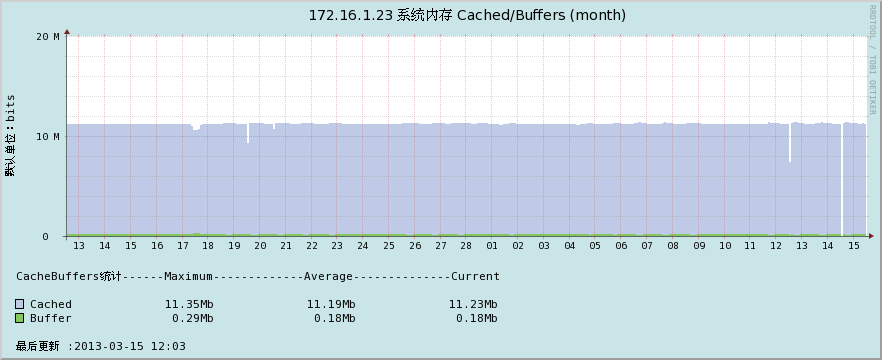 172.16.1.23 系统内存 Cached/Buffers (month)
RRDTOOL / TOBI OETIKER
默认单位：bits
20 M
10 M
0
13 14 15 16 17 18 19 20 21 22 23 24 25 26 27 28 01 02 03 04 05 06 07 08 09 10 11 12 13 14 15
CacheBuffers统计------Maximum-------------Average--------------Current
Cached 11.35Mb 11.19Mb 11.23Mb
Buffer 0.29Mb 0.18Mb 0.18Mb
最后更新 :2013-03-15 12:03